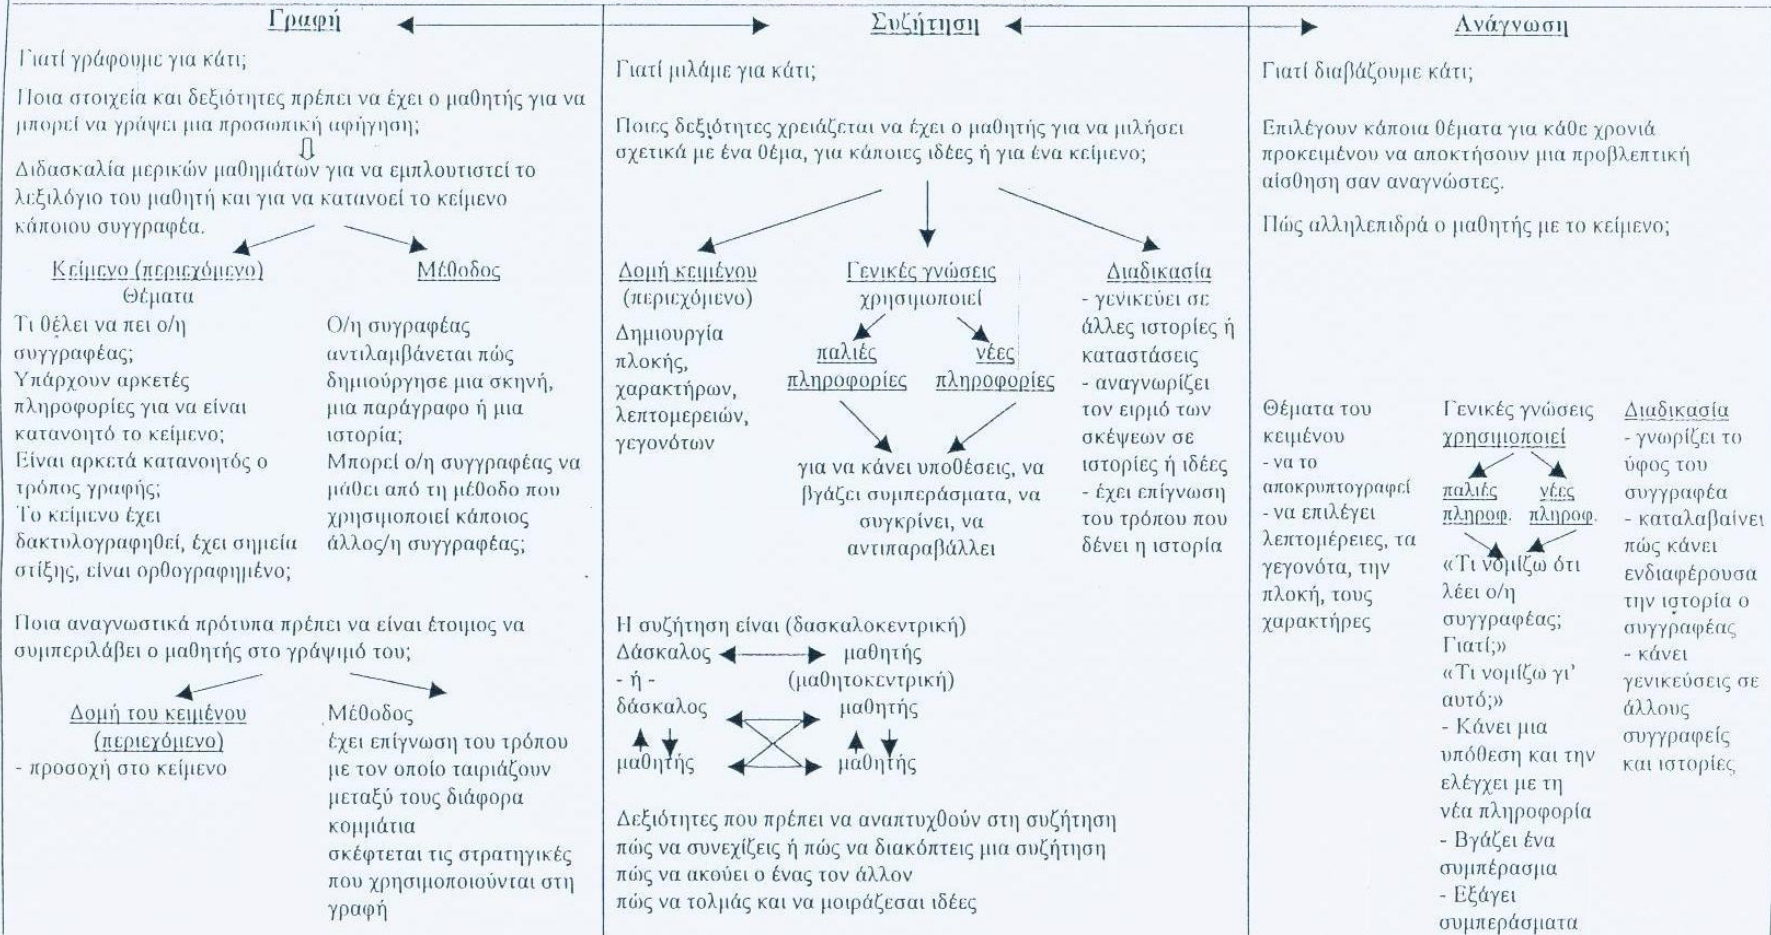 Γραφή
Γιατί γράφουμε για κάτι;
Ποια στοιχεία και δεξιότητες πρέπει να έχει ο μαθητής για να
μπορεί να γράψει μια προσωπική αφήγηση;
Διδασκαλία μερικών μαθημάτων για να εμπλουτιστεί το
λεξιλόγιο του μαθητή και για να κατανοεί το κείμενο
κάποιου συγγραφέα.
Κείμενο (περιεχόμενο)
Θέματα
Τι θέλει να πει ο/η
συγγραφέας;
Υπάρχουν αρκετές
πληροφορίες για να είναι
κατανοητό το κείμενο;
Είναι αρκετά κατανοητός ο
τρόπος γραφής;
Το κείμενο έχει
δακτυλογραφηθεί, έχει σημεία
στίξης, είναι ορθογραφημένο;
Μέθοδος
Ο/η συγραφέας
αντιλαμβάνεται πώς
δημιούργησε μια σκηνή,
μια παράγραφο ή μια
ιστορία;
Μπορεί ο/η συγγραφέας να
μάθει από τη μέθοδο που
χρησιμοποιεί κάποιος
άλλος/η συγγραφέας;
Ποια αναγνωστικά πρότυπα πρέπει να είναι έτοιμος να
συμπεριλάβει ο μαθητής στο γράψιμό του;
Δομή του κειμένου
(περιεχόμενο)
- προσοχή στο κείμενο
Μέθοδος
έχει επίγνωση του τρόπου
με τον οποίο ταιριάζουν
μεταξύ τους διάφορα
κομμάτια
σκέφτεται τις στρατηγικές
που χρησιμοποιούνται στη
γραφή
Συζήτηση
Γιατί μιλάμε για κάτι;
Ποιες δεξιότητες χρειάζεται να έχει ο μαθητής για να μιλήσει
σχετικά με ένα θέμα, για κάποιες ιδέες ή για ένα κείμενο;
Δομή κειμένου
(περιεχόμενο)
Δημιουργία
πλοκής,
χαρακτήρων,
λεπτομερειών,
γεγονότων
Γενικές γνώσεις
χρησιμοποιεί
παλιές νέες
πληροφορίες πληροφορίες
για να κάνει υποθέσεις, να
βγάζει συμπεράσματα, να
συγκρίνει, να
αντιπαραβάλλει
Διαδικασία
- γενικεύει σε
άλλες ιστορίες ή
καταστάσεις
- αναγνωρίζει
τον ειρμό των
σκέψεων σε
ιστορίες ή ιδέες
- έχει επίγνωση
του τρόπου που
δένει η ιστορία
Η συζήτηση είναι (δασκαλοκεντρική)
Δάσκαλος μαθητής
- ή - (μαθητοκεντρική)
δάσκαλος μαθητής
μαθητής μαθητής
Δεξιότητες που πρέπει να αναπτυχθούν στη συζήτηση
πώς να συνεχίζεις ή πώς να διακόπτεις μια συζήτηση
πώς να ακούει ο ένας τον άλλον
πώς να τολμάς και να μοιράζεσαι ιδέες
Ανάγνωση
Γιατί διαβάζουμε κάτι;
Επιλέγουν κάποια θέματα για κάθε χρονιά
προκειμένου να αποκτήσουν μια προβλεπτική
αίσθηση σαν αναγνώστες.
Πώς αλληλεπιδρά ο μαθητής με το κείμενο;
Θέματα του
κειμένου
- να το
αποκρυπτογραφεί
- να επιλέγει
λεπτομέρειες, τα
γεγονότα, την
πλοκή, τους
χαρακτήρες
Γενικές γνώσεις
χρησιμοποιεί
παλιές νέες
πληροφ. πληροφ.
«Τι νομίζω ότι
λέει ο/η
συγγραφέας;
Γιατί;»
«Τι νομίζω γι'
αυτό;»
- Κάνει μια
υπόθεση και την
ελέγχει με τη
νέα πληροφορία
- Βγάζει ένα
συμπέρασμα
- Εξάγει
συμπεράσματα
Διαδικασία
- γνωρίζει το
ύφος του
συγγραφέα
- καταλαβαίνει
πώς κάνει
ενδιαφέρουσα
την ιστορία ο
συγγραφέας
- κάνει
γενικεύσεις σε
άλλους
συγγραφείς
και ιστορίες